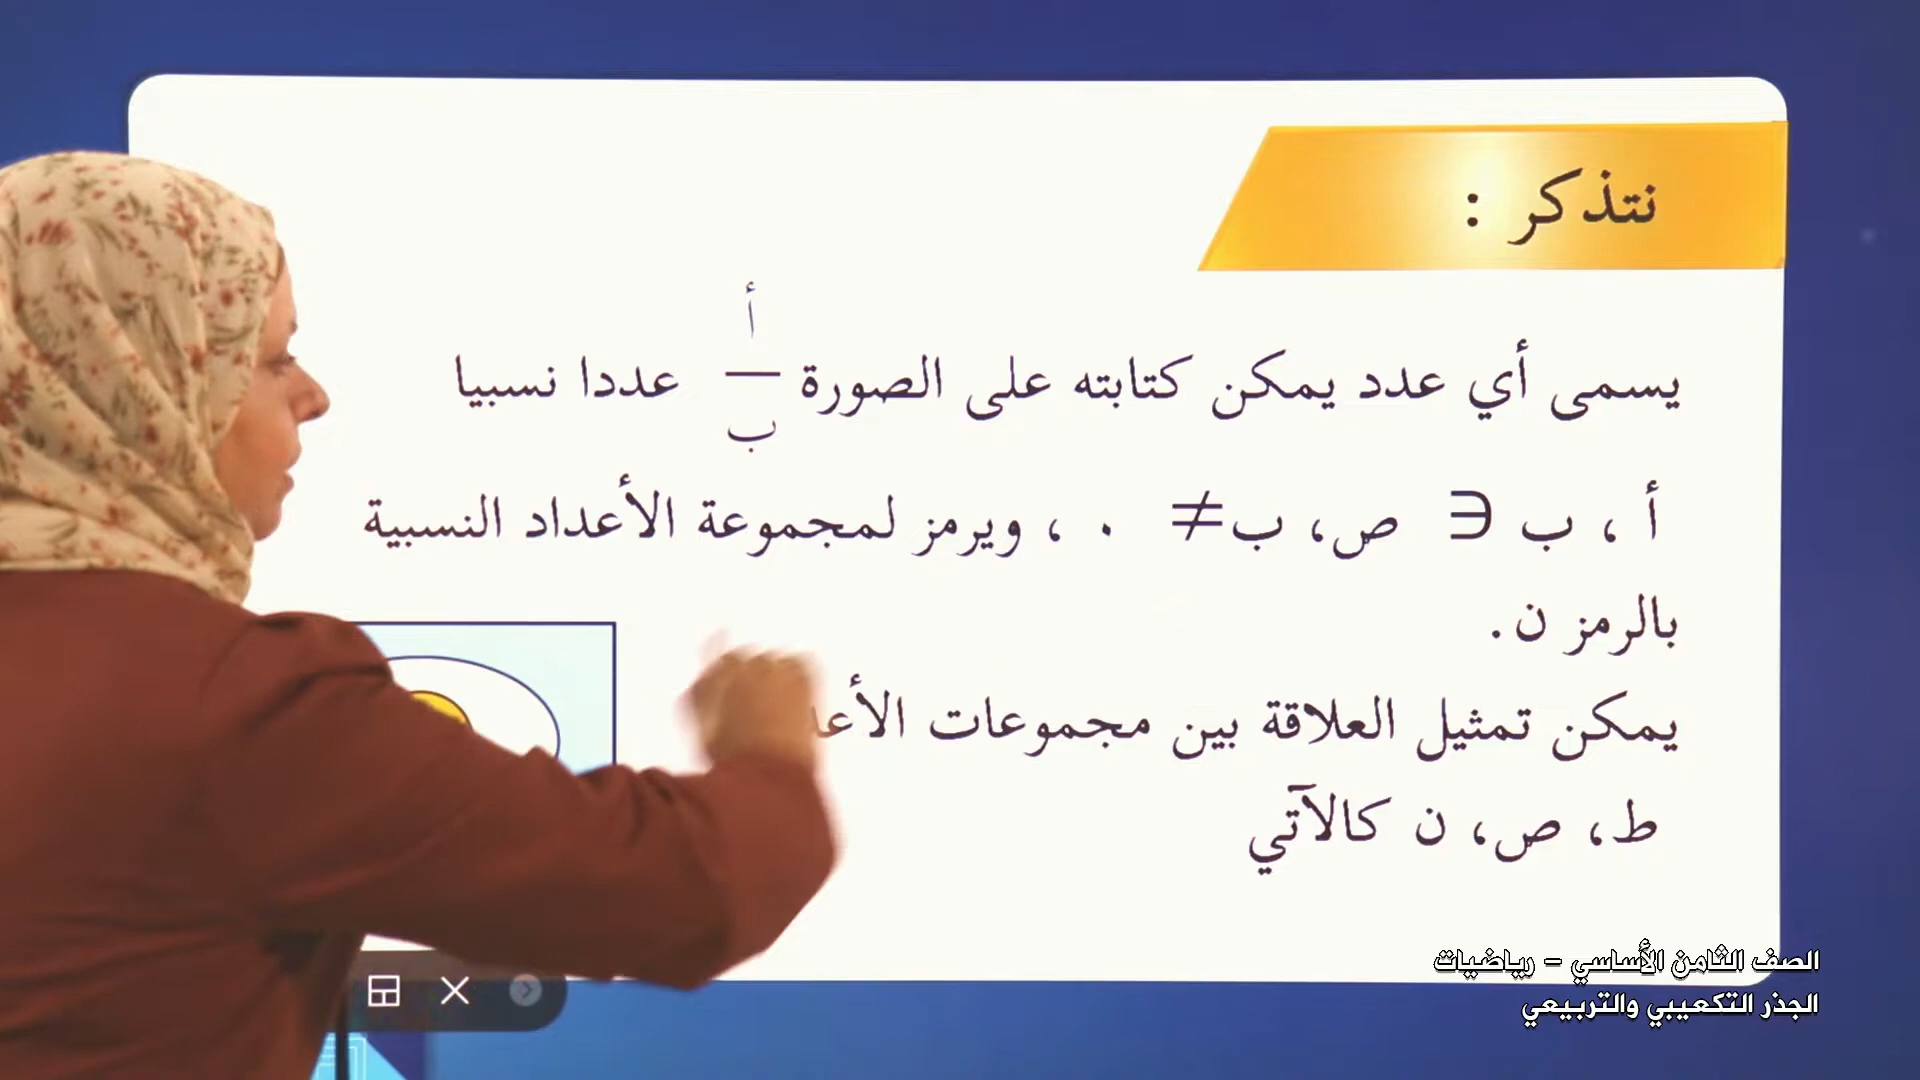 نتذكر :
يسمى أي عدد يمكن كتابته على الصورة أ/ب عددا نسبيا
أ ، ب ∈ ص، ب≠ ٠ ، ويرمز لمجموعة الأعداد النسبية
بالرمز ن.
يمكن تمثيل العلاقة بين مجموعات
ط، ص، ن كالآتي
الصف الثامن الأساسي - رياضيات
الجذر التكعيبي والتربيعي